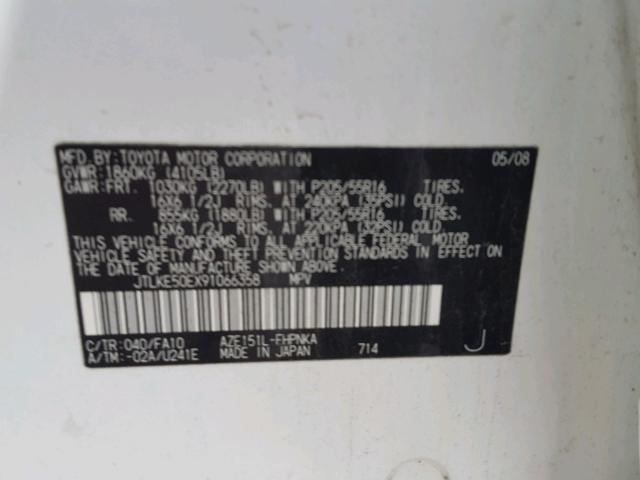 MFD.BY:TOYOTA MOTOR CORPORATION 05/08
GVWR:1860KG (4105LB)
GAWR:FRT. 1030KG (2270LB) WITH P205/55R16 TIRES.
16X6 1/2J RIMS. AT 240KPA (35PSI) COLD.
RR. 855KG (1880LB) WITH P205/55R16 TIRES.
16X6 1/2J RIMS. AT 220KPA (32PSI) COLD.
THIS VEHICLE CONFORMS TO ALL APPLICABLE FEDERAL MOTOR
VEHICLE SAFETY AND THEFT PREVENTION STANDARDS IN EFFECT ON
THE DATE OF MANUFACTURE SHOWN ABOVE.
JTLKE50EX91066358 MPV
C/TR:040/FA10 AZE151L-FHPNKA J
A/TM:-02A/U241E MADE IN JAPAN 714